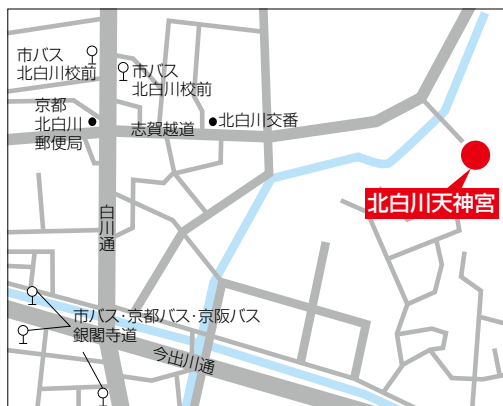 市バス
北白川校前
市バス
北白川校前
京都
北白川
郵便局
志賀越道
北白川交番
北白川天神宮
白川通
市バス・京都バス・京阪バス
銀閣寺道
今出川通